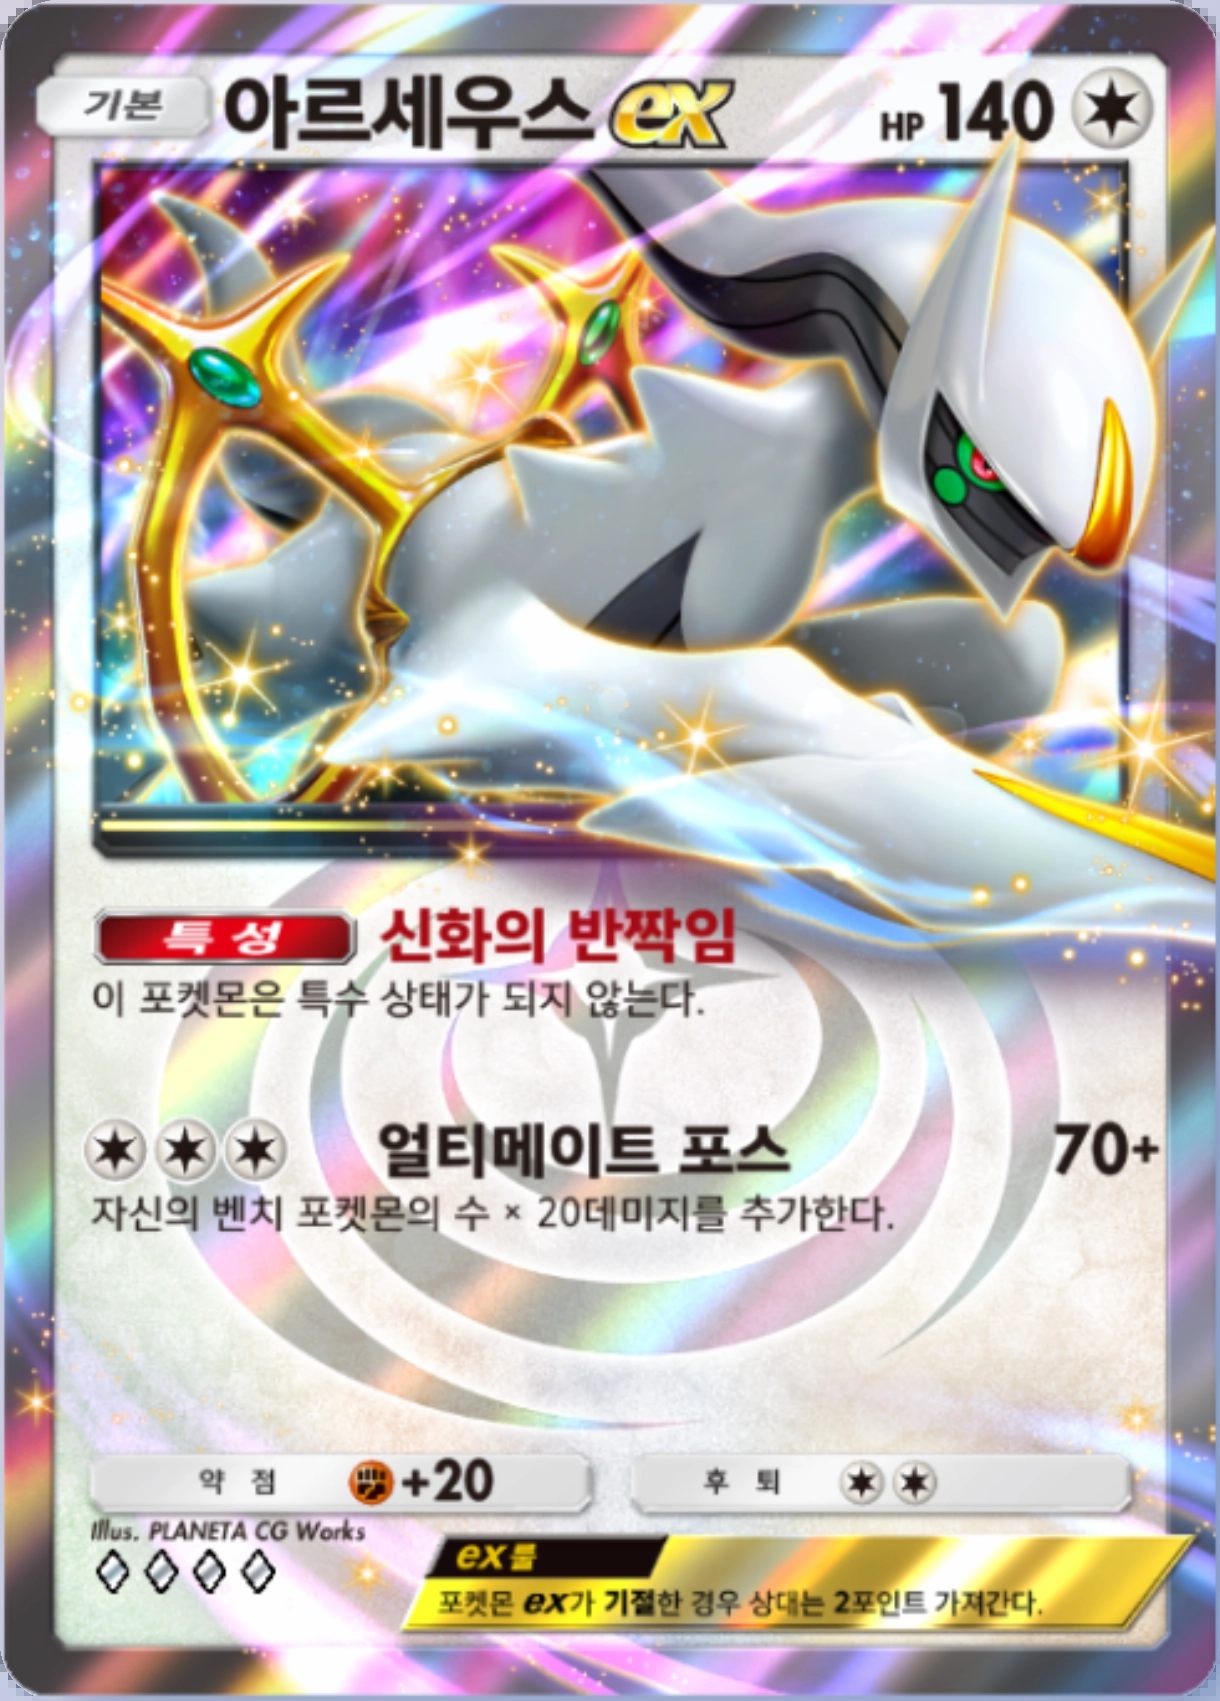 기본 아르세우스 ex HP 140
특성 신화의 반짝임
이 포켓몬은 특수 상태가 되지 않는다.
얼티메이트 포스 70+
자신의 벤치 포켓몬의 수 × 20데미지를 추가한다.
약점 +20 후퇴
Illus. PLANETA CG Works
ex룰
포켓몬 ex가 기절한 경우 상대는 2포인트 가져간다.